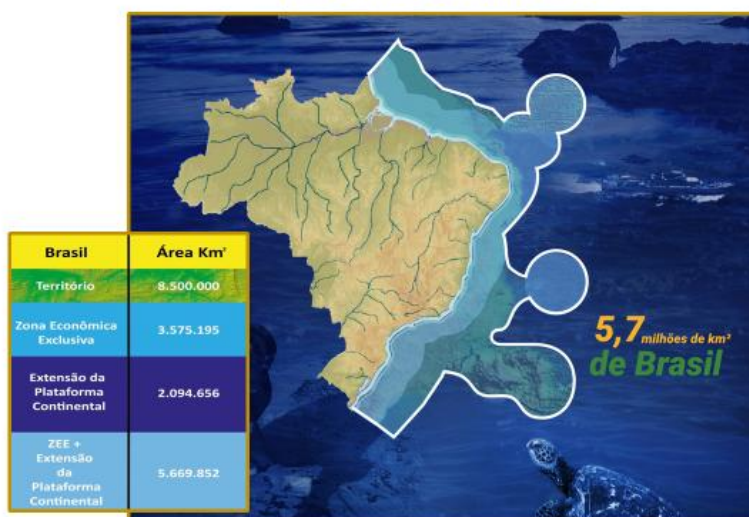 Brasil Área Km²
Território 8.500.000
Zona Econômica
Exclusiva
3.575.195
Extensão da
Plataforma
Continental
2.094.656
ZEE +
Extensão
da
Plataforma
Continental
5.669.852
5,7 milhões de km²
de Brasil